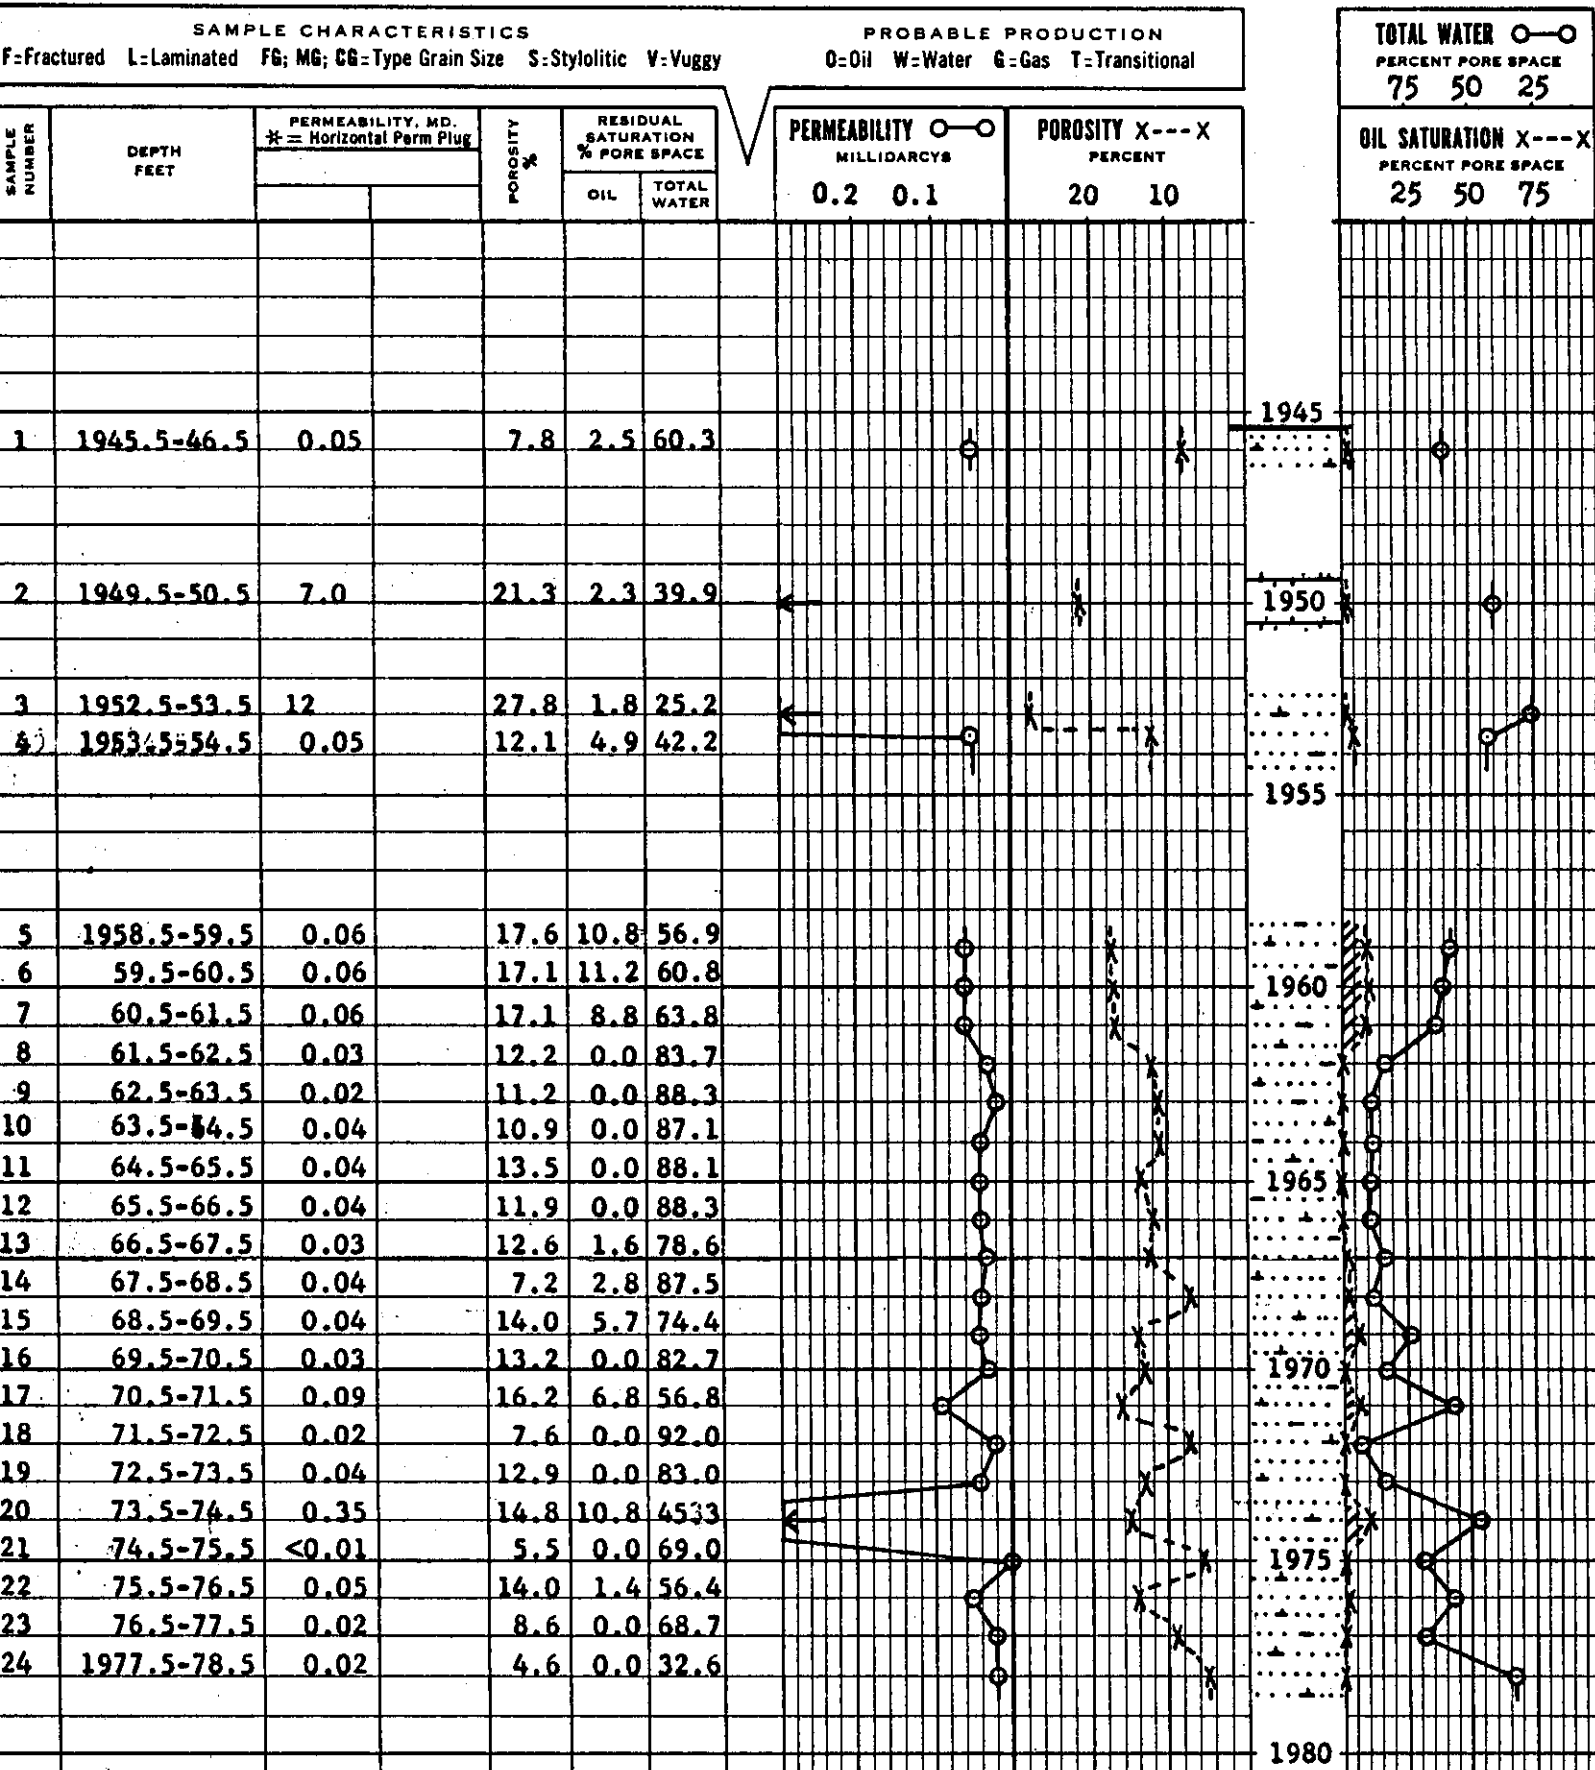 SAMPLE CHARACTERISTICS
F=Fractured L=Laminated FG; MG; CG=Type Grain Size S=Stylolitic V=Vuggy
PROBABLE PRODUCTION
O=Oil W=Water G=Gas T=Transitional
TOTAL WATER O—O
PERCENT PORE SPACE
75 50 25
SAMPLE NUMBER
DEPTH
FEET
PERMEABILITY, MD.
* = Horizontal Perm Plug
POROSITY %
RESIDUAL
SATURATION
% PORE SPACE
OIL
TOTAL
WATER
PERMEABILITY O—O
MILLIDARCYS
0.2 0.1
POROSITY X---X
PERCENT
20 10
OIL SATURATION X---X
PERCENT PORE SPACE
25 50 75
1945
1 1945.5-46.5 0.05 7.8 2.5 60.3
2 1949.5-50.5 7.0 21.3 2.3 39.9
1950
3 1952.5-53.5 12 27.8 1.8 25.2
4 1953.5-54.5 0.05 12.1 4.9 42.2
1955
5 1958.5-59.5 0.06 17.6 10.8 56.9
6 59.5-60.5 0.06 17.1 11.2 60.8
1960
7 60.5-61.5 0.06 17.1 8.8 63.8
8 61.5-62.5 0.03 12.2 0.0 83.7
9 62.5-63.5 0.02 11.2 0.0 88.3
10 63.5-64.5 0.04 10.9 0.0 87.1
11 64.5-65.5 0.04 13.5 0.0 88.1
1965
12 65.5-66.5 0.04 11.9 0.0 88.3
13 66.5-67.5 0.03 12.6 1.6 78.6
14 67.5-68.5 0.04 7.2 2.8 87.5
15 68.5-69.5 0.04 14.0 5.7 74.4
16 69.5-70.5 0.03 13.2 0.0 82.7
1970
17 70.5-71.5 0.09 16.2 6.8 56.8
18 71.5-72.5 0.02 7.6 0.0 92.0
19 72.5-73.5 0.04 12.9 0.0 83.0
20 73.5-74.5 0.35 14.8 10.8 45.3
21 74.5-75.5 <0.01 5.5 0.0 69.0
1975
22 75.5-76.5 0.05 14.0 1.4 56.4
23 76.5-77.5 0.02 8.6 0.0 68.7
24 1977.5-78.5 0.02 4.6 0.0 32.6
1980